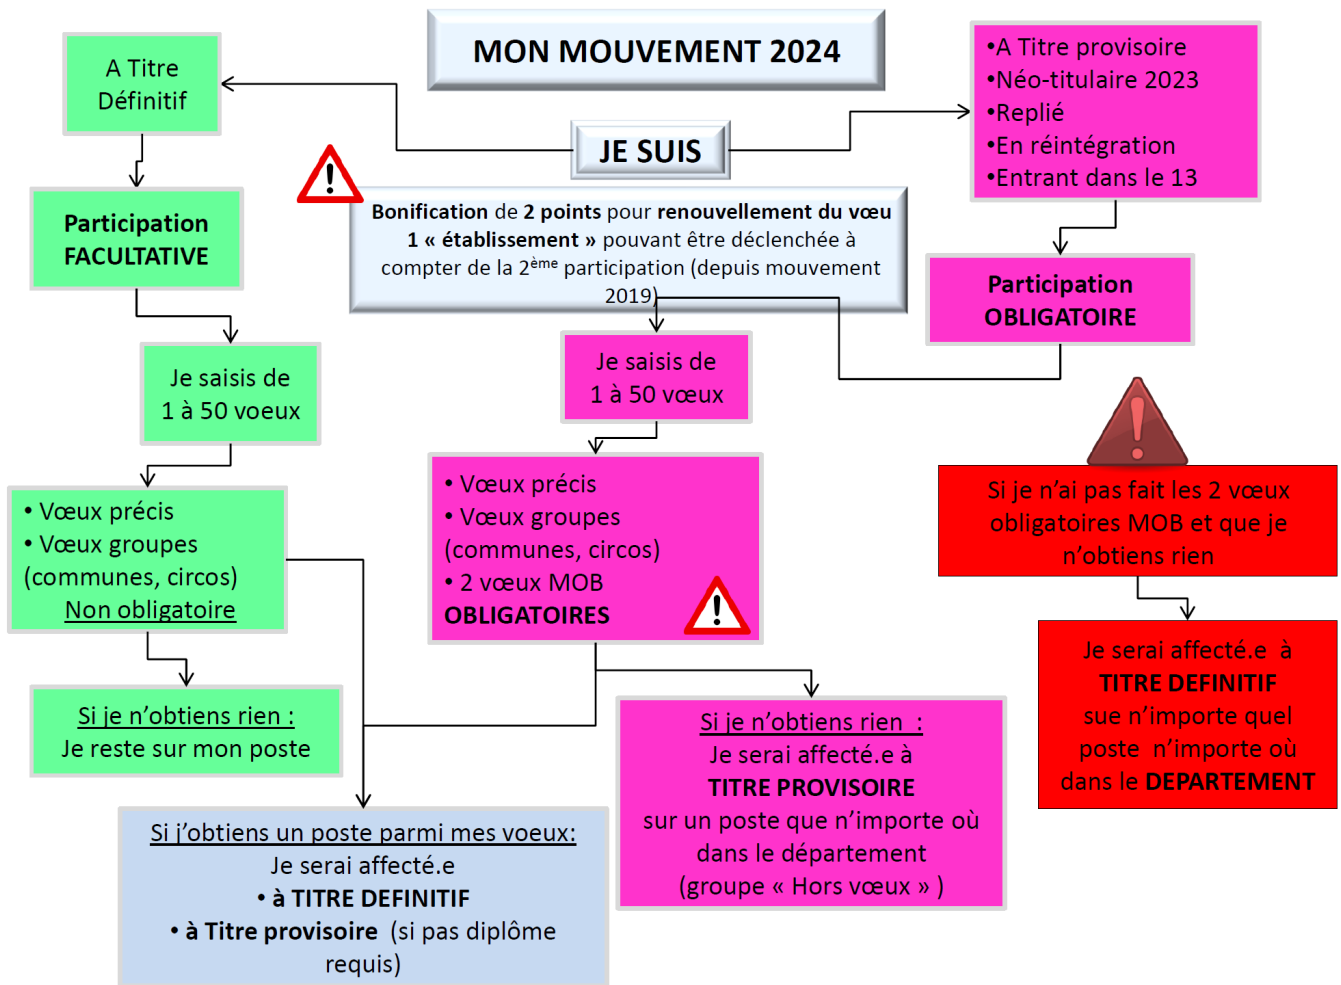 MON MOUVEMENT 2024
JE SUIS
A Titre
Définitif
Participation
FACULTATIVE
Je saisis de
1 à 50 voeux
• Vœux précis
• Vœux groupes
(communes, circos)
Non obligatoire
Si je n’obtiens rien :
Je reste sur mon poste
•A Titre provisoire
•Néo-titulaire 2023
•Replié
•En réintégration
•Entrant dans le 13
Participation
OBLIGATOIRE
Bonification de 2 points pour renouvellement du vœu
1 « établissement » pouvant être déclenchée à
compter de la 2ème participation (depuis mouvement
2019)
Je saisis de
1 à 50 vœux
• Vœux précis
• Vœux groupes
(communes, circos)
• 2 vœux MOB
OBLIGATOIRES
Si je n’obtiens rien :
Je serai affecté.e à
TITRE PROVISOIRE
sur un poste que n’importe où
dans le département
(groupe « Hors vœux » )
Si j’obtiens un poste parmi mes voeux:
Je serai affecté.e
• à TITRE DEFINITIF
• à Titre provisoire (si pas diplôme
requis)
Si je n’ai pas fait les 2 vœux
obligatoires MOB et que je
n’obtiens rien
Je serai affecté.e à
TITRE DEFINITIF
sue n’importe quel
poste n’importe où
dans le DEPARTEMENT